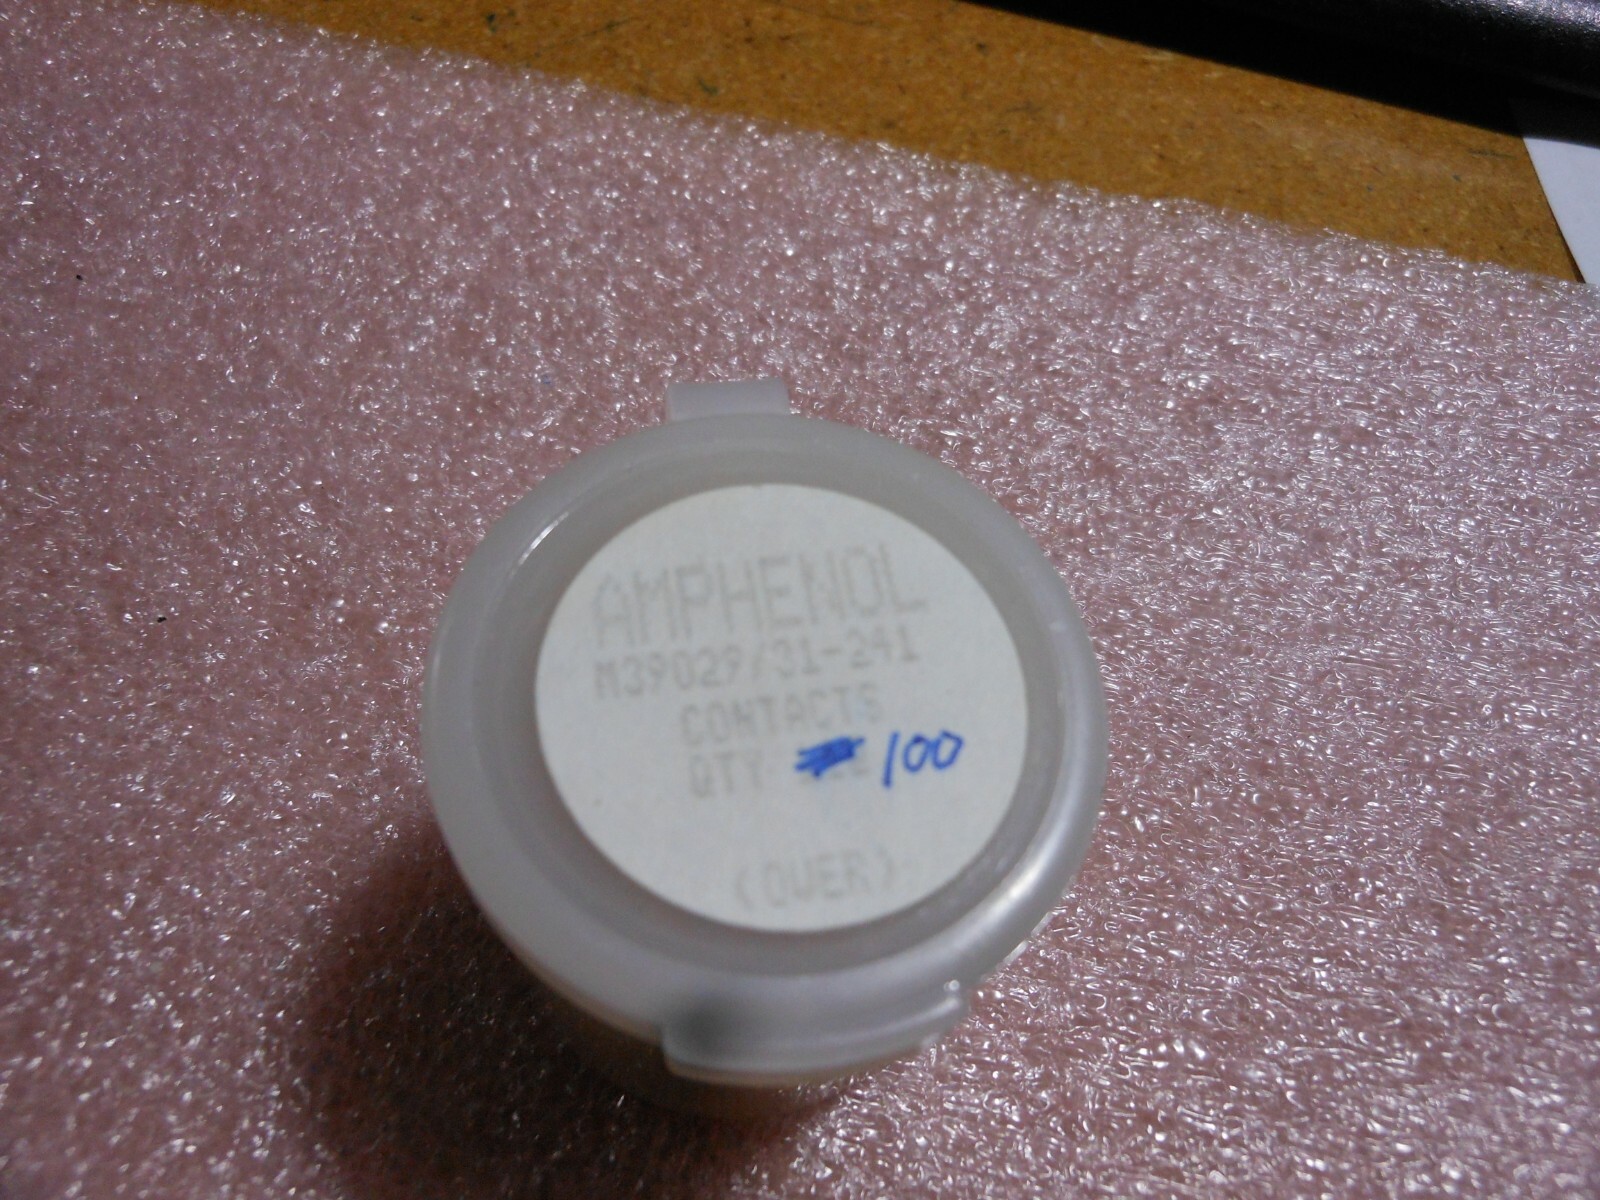 AMPHENOL
M39029/31-241
CONTACTS
QTY 100
(OVER)